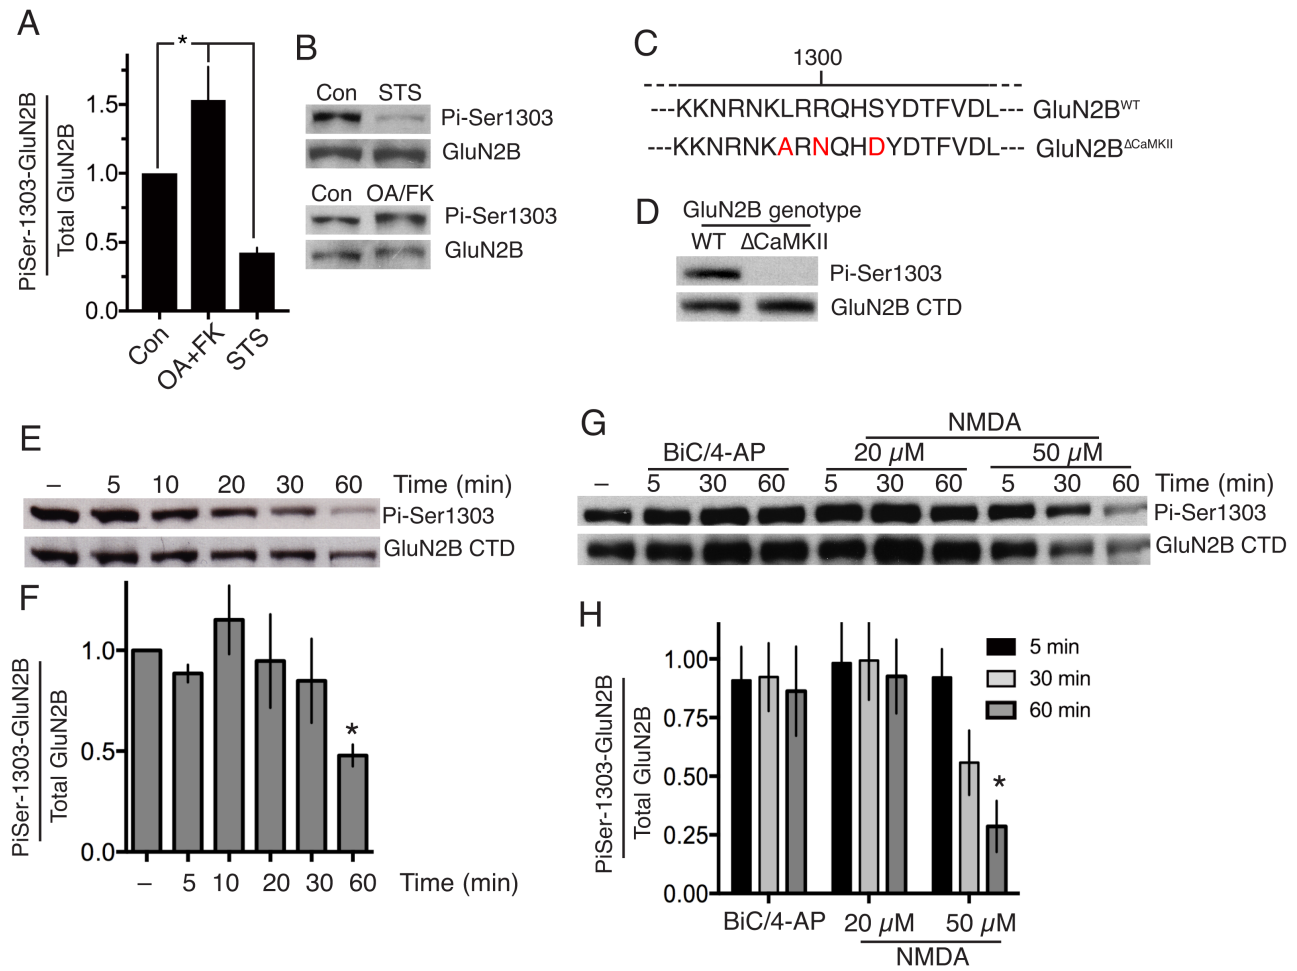 A
*
PiSer-1303-GluN2B
Total GluN2B
1.5
1.0
0.5
0.0
Con
OA+FK
STS
B
Con STS
Pi-Ser1303
GluN2B
Con OA/FK
Pi-Ser1303
GluN2B
C
1300
---KKNRNKLRRQHSYDTFVDL--- GluN2BWT
---KKNRNKARNQHDYDTFVDL--- GluN2BΔCaMKII
D
GluN2B genotype
WT ΔCaMKII
Pi-Ser1303
GluN2B CTD
E
– 5 10 20 30 60 Time (min)
Pi-Ser1303
GluN2B CTD
F
PiSer-1303-GluN2B
Total GluN2B
1.0
0.5
0.0
*
– 5 10 20 30 60 Time (min)
G
NMDA
BiC/4-AP 20 µM 50 µM
– 5 30 60 5 30 60 5 30 60 Time (min)
Pi-Ser1303
GluN2B CTD
H
PiSer-1303-GluN2B
Total GluN2B
1.00
0.75
0.50
0.25
0.00
5 min
30 min
60 min
*
BiC/4-AP 20 µM 50 µM
NMDA